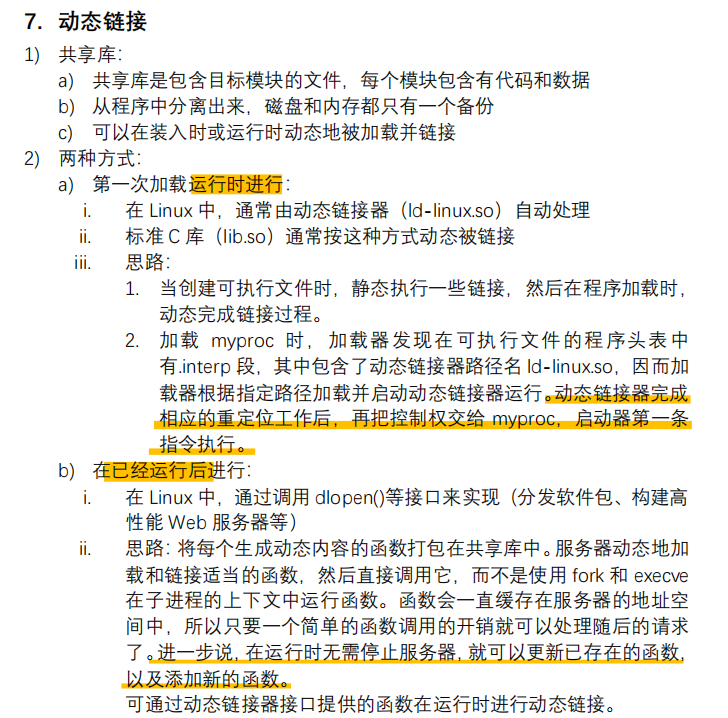 7. 动态链接
1) 共享库：
a) 共享库是包含目标模块的文件，每个模块包含有代码和数据
b) 从程序中分离出来，磁盘和内存都只有一个备份
c) 可以在装入时或运行时动态地被加载并链接
2) 两种方式：
a) 第一次加载运行时进行：
i. 在 Linux 中，通常由动态链接器（ld-linux.so）自动处理
ii. 标准 C 库（lib.so）通常按这种方式动态被链接
iii. 思路：
1. 当创建可执行文件时，静态执行一些链接，然后在程序加载时，
动态完成链接过程。
2. 加载 myproc 时，加载器发现在可执行文件的程序头表中
有.interp 段，其中包含了动态链接器路径名 ld-linux.so，因而加
载器根据指定路径加载并启动动态链接器运行。动态链接器完成
相应的重定位工作后，再把控制权交给 myproc，启动器第一条
指令执行。
b) 在已经运行后进行：
i. 在 Linux 中，通过调用 dlopen()等接口来实现（分发软件包、构建高
性能 Web 服务器等）
ii. 思路：将每个生成动态内容的函数打包在共享库中。服务器动态地加
载和链接适当的函数，然后直接调用它，而不是使用 fork 和 execve
在子进程的上下文中运行函数。函数会一直缓存在服务器的地址空
间中，所以只要一个简单的函数调用的开销就可以处理随后的请求
了。进一步说，在运行时无需停止服务器，就可以更新已存在的函数，
以及添加新的函数。
可通过动态链接器接口提供的函数在运行时进行动态链接。